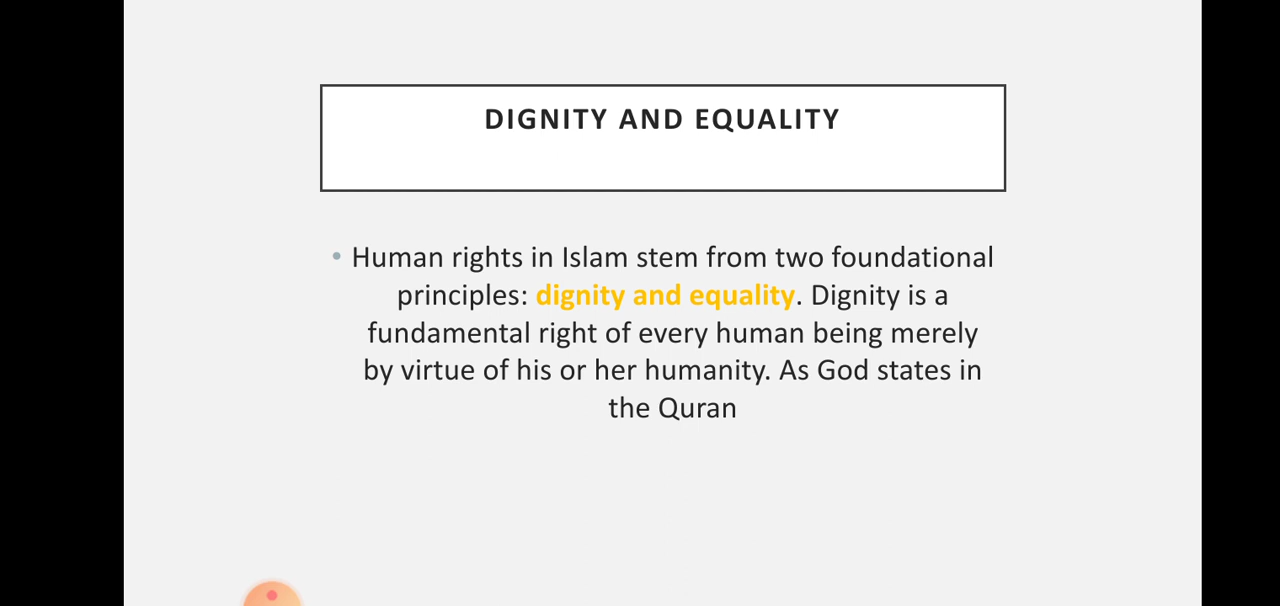 DIGNITY AND EQUALITY
• Human rights in Islam stem from two foundational
principles: dignity and equality. Dignity is a
fundamental right of every human being merely
by virtue of his or her humanity. As God states in
the Quran